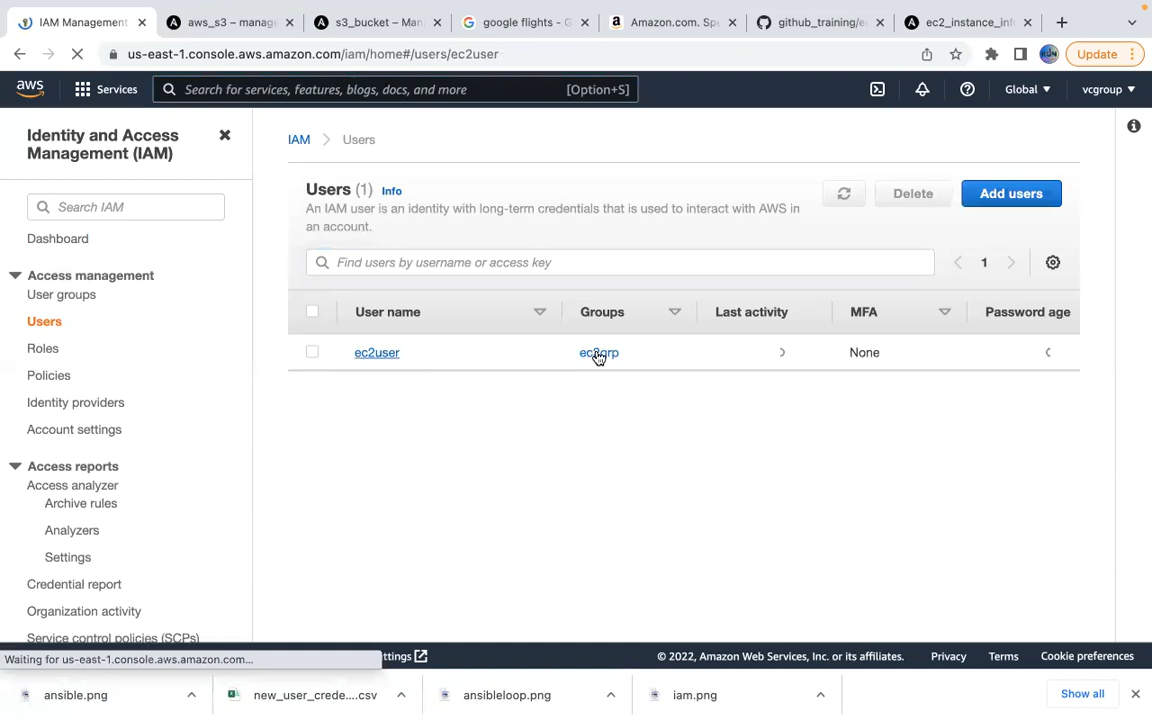 IAM Management
aws_s3 – manage
s3_bucket – Man
google flights - G
Amazon.com. Spe
github_training/e
ec2_instance_inf
us-east-1.console.aws.amazon.com/iam/home#/users/ec2user
Update
aws
Services
Search for services, features, blogs, docs, and more
[Option+S]
Global
vcgroup
Identity and Access
Management (IAM)
Search IAM
Dashboard
Access management
User groups
Users
Roles
Policies
Identity providers
Account settings
Access reports
Access analyzer
Archive rules
Analyzers
Settings
Credential report
Organization activity
Service control policies (SCPs)
IAM > Users
Users (1) Info
An IAM user is an identity with long-term credentials that is used to interact with AWS in
an account.
Delete
Add users
Find users by username or access key
1
User name
Groups
Last activity
MFA
Password age
ec2user
ec2grp
None
Waiting for us-east-1.console.aws.amazon.com...
ttings
© 2022, Amazon Web Services, Inc. or its affiliates.
Privacy
Terms
Cookie preferences
ansible.png
new_user_crede....csv
ansibleloop.png
iam.png
Show all